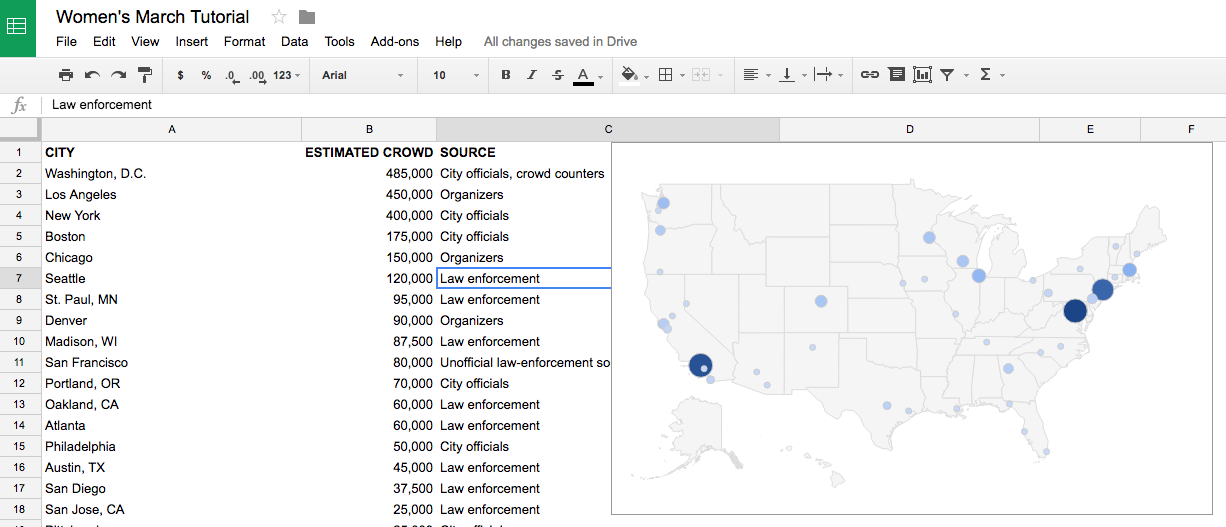 Women's March Tutorial
File Edit View Insert Format Data Tools Add-ons Help All changes saved in Drive
$ % .0 .00 123 Arial 10 B I S A Σ
fx Law enforcement
A B C D E F
1 CITY ESTIMATED CROWD SOURCE
2 Washington, D.C. 485,000 City officials, crowd counters
3 Los Angeles 450,000 Organizers
4 New York 400,000 City officials
5 Boston 175,000 City officials
6 Chicago 150,000 Organizers
7 Seattle 120,000 Law enforcement
8 St. Paul, MN 95,000 Law enforcement
9 Denver 90,000 Organizers
10 Madison, WI 87,500 Law enforcement
11 San Francisco 80,000 Unofficial law-enforcement so
12 Portland, OR 70,000 City officials
13 Oakland, CA 60,000 Law enforcement
14 Atlanta 60,000 Law enforcement
15 Philadelphia 50,000 City officials
16 Austin, TX 45,000 Law enforcement
17 San Diego 37,500 Law enforcement
18 San Jose, CA 25,000 Law enforcement